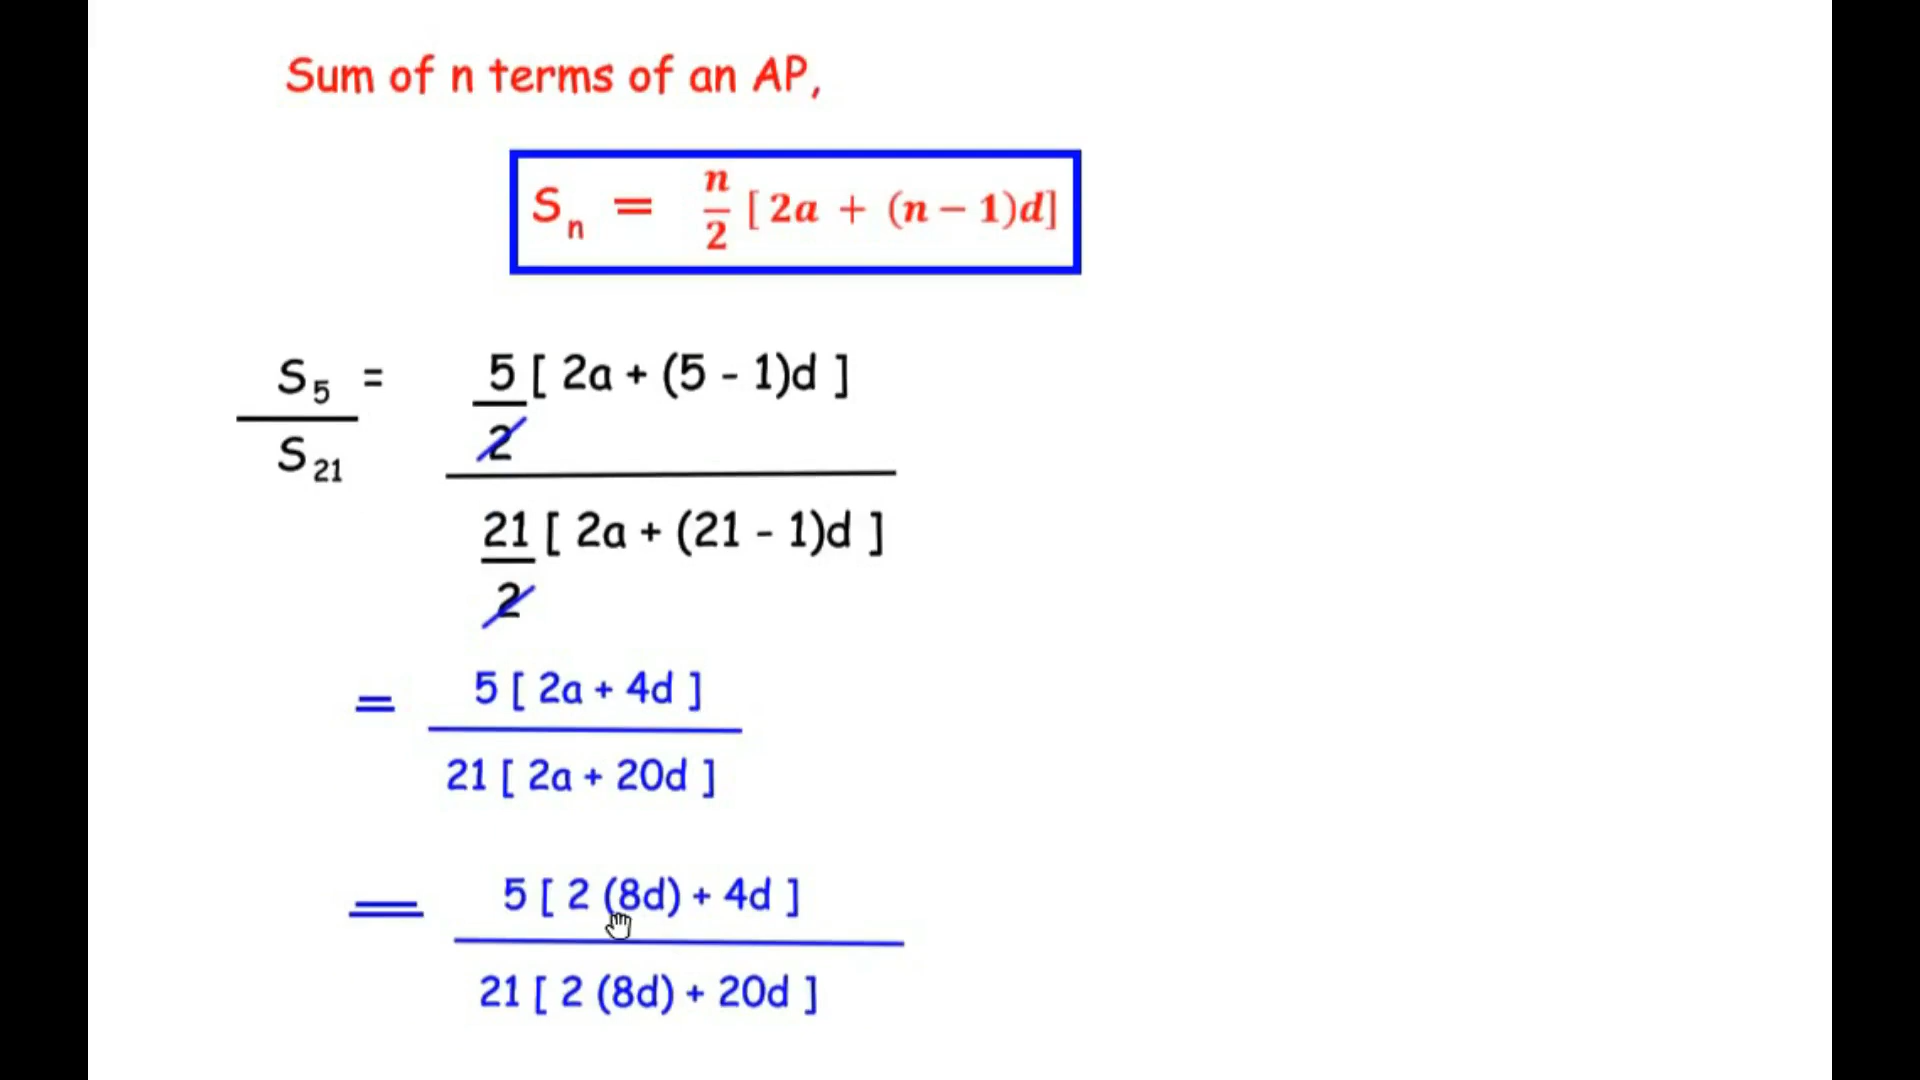 Sum of n terms of an AP,
Sn = n/2 [ 2a + (n − 1)d]
S5 = 5/2 [ 2a + (5 - 1)d ]
S21 21/2 [ 2a + (21 - 1)d ]
= 5 [ 2a + 4d ]
21 [ 2a + 20d ]
= 5 [ 2 (8d) + 4d ]
21 [ 2 (8d) + 20d ]